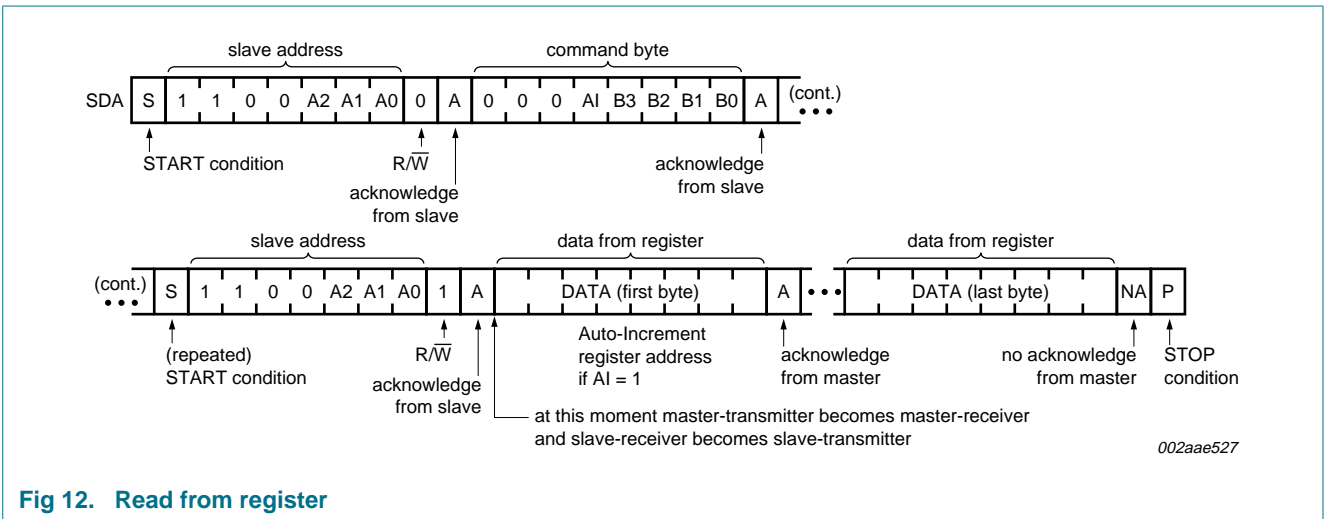 slave address command byte
SDA S 1 1 0 0 A2 A1 A0 0 A 0 0 0 AI B3 B2 B1 B0 A (cont.)
START condition R/W̅ acknowledge from slave acknowledge from slave
slave address data from register data from register
(cont.) S 1 1 0 0 A2 A1 A0 1 A DATA (first byte) A DATA (last byte) NA P
(repeated) START condition
R/W̅
acknowledge
from slave
Auto-Increment
register address
if AI = 1
acknowledge
from master
no acknowledge
from master
STOP
condition
at this moment master-transmitter becomes master-receiver
and slave-receiver becomes slave-transmitter
002aae527
Fig 12. Read from register